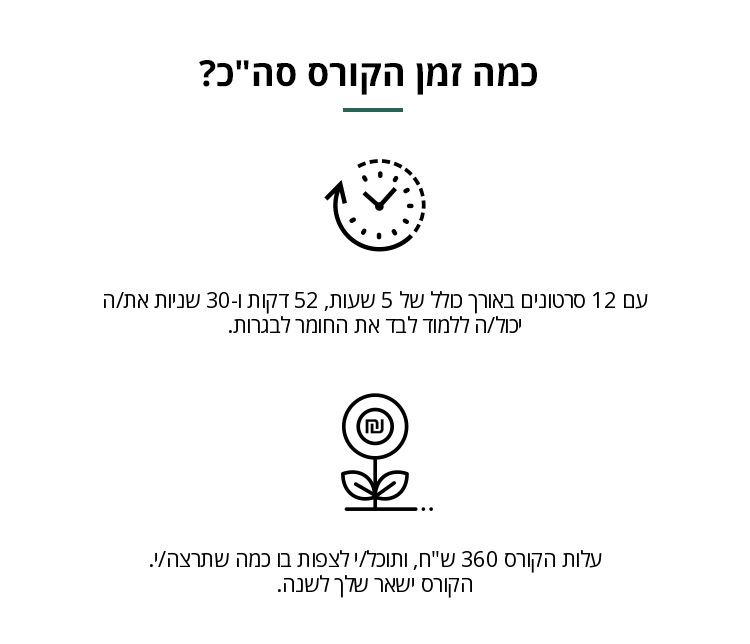 כמה זמן הקורס סה"כ?
עם 12 סרטונים באורך כולל של 5 שעות, 52 דקות ו-30 שניות את/ה
יכול/ה ללמוד לבד את החומר לבגרות.
₪
עלות הקורס 360 ש"ח, ותוכל/י לצפות בו כמה שתרצה/י.
הקורס ישאר שלך לשנה.